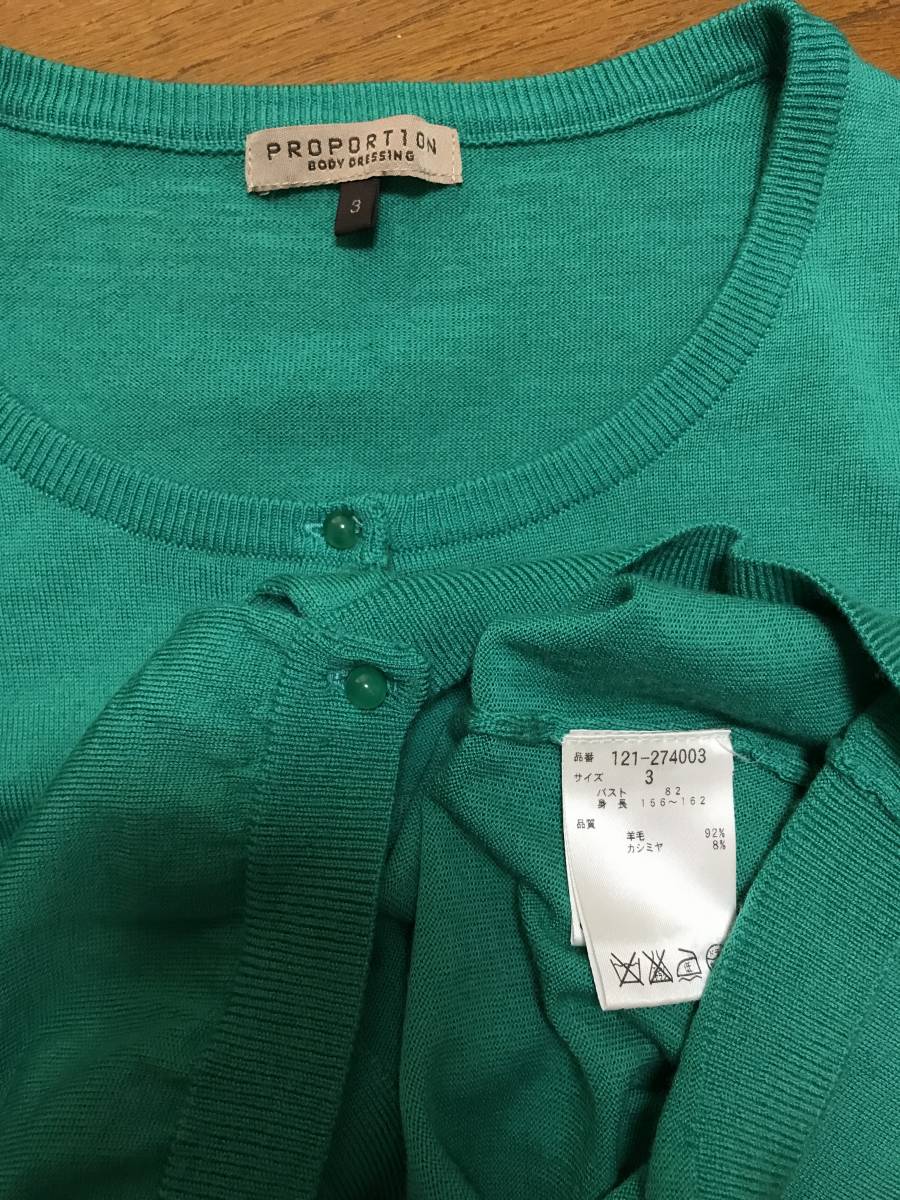 PROPORTION
BODY DRESSING
3
品番 121-274003
サイズ 3
バスト 82
身長 156～162
品質
羊毛 92%
カシミヤ 8%